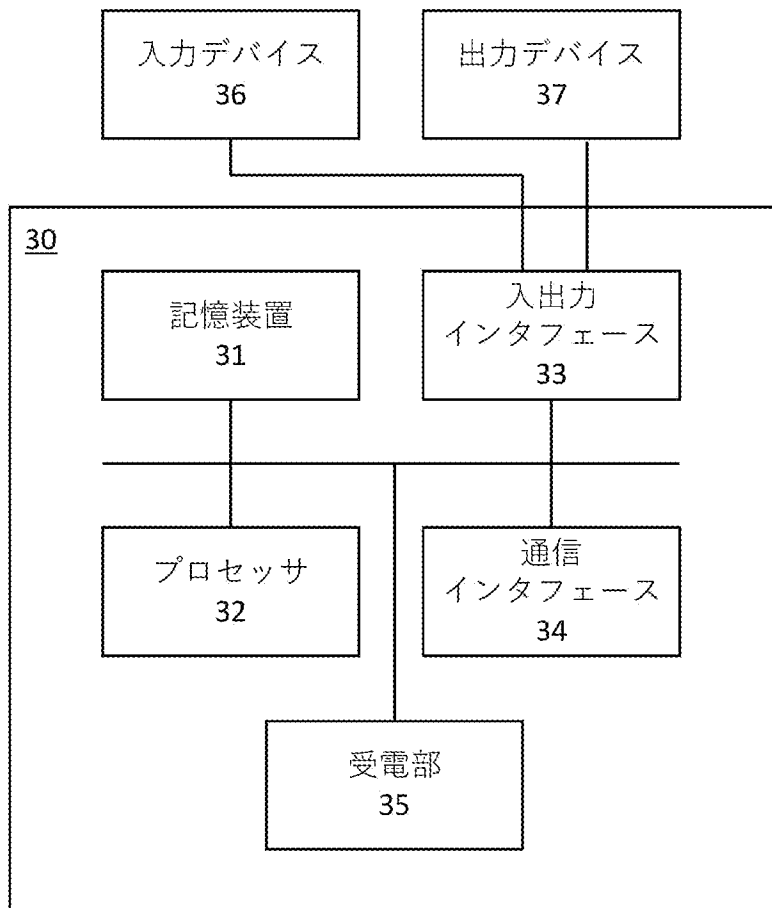 入力デバイス
36
出力デバイス
37
30
記憶装置
31
入出力
インタフェース
33
プロセッサ
32
通信
インタフェース
34
受電部
35